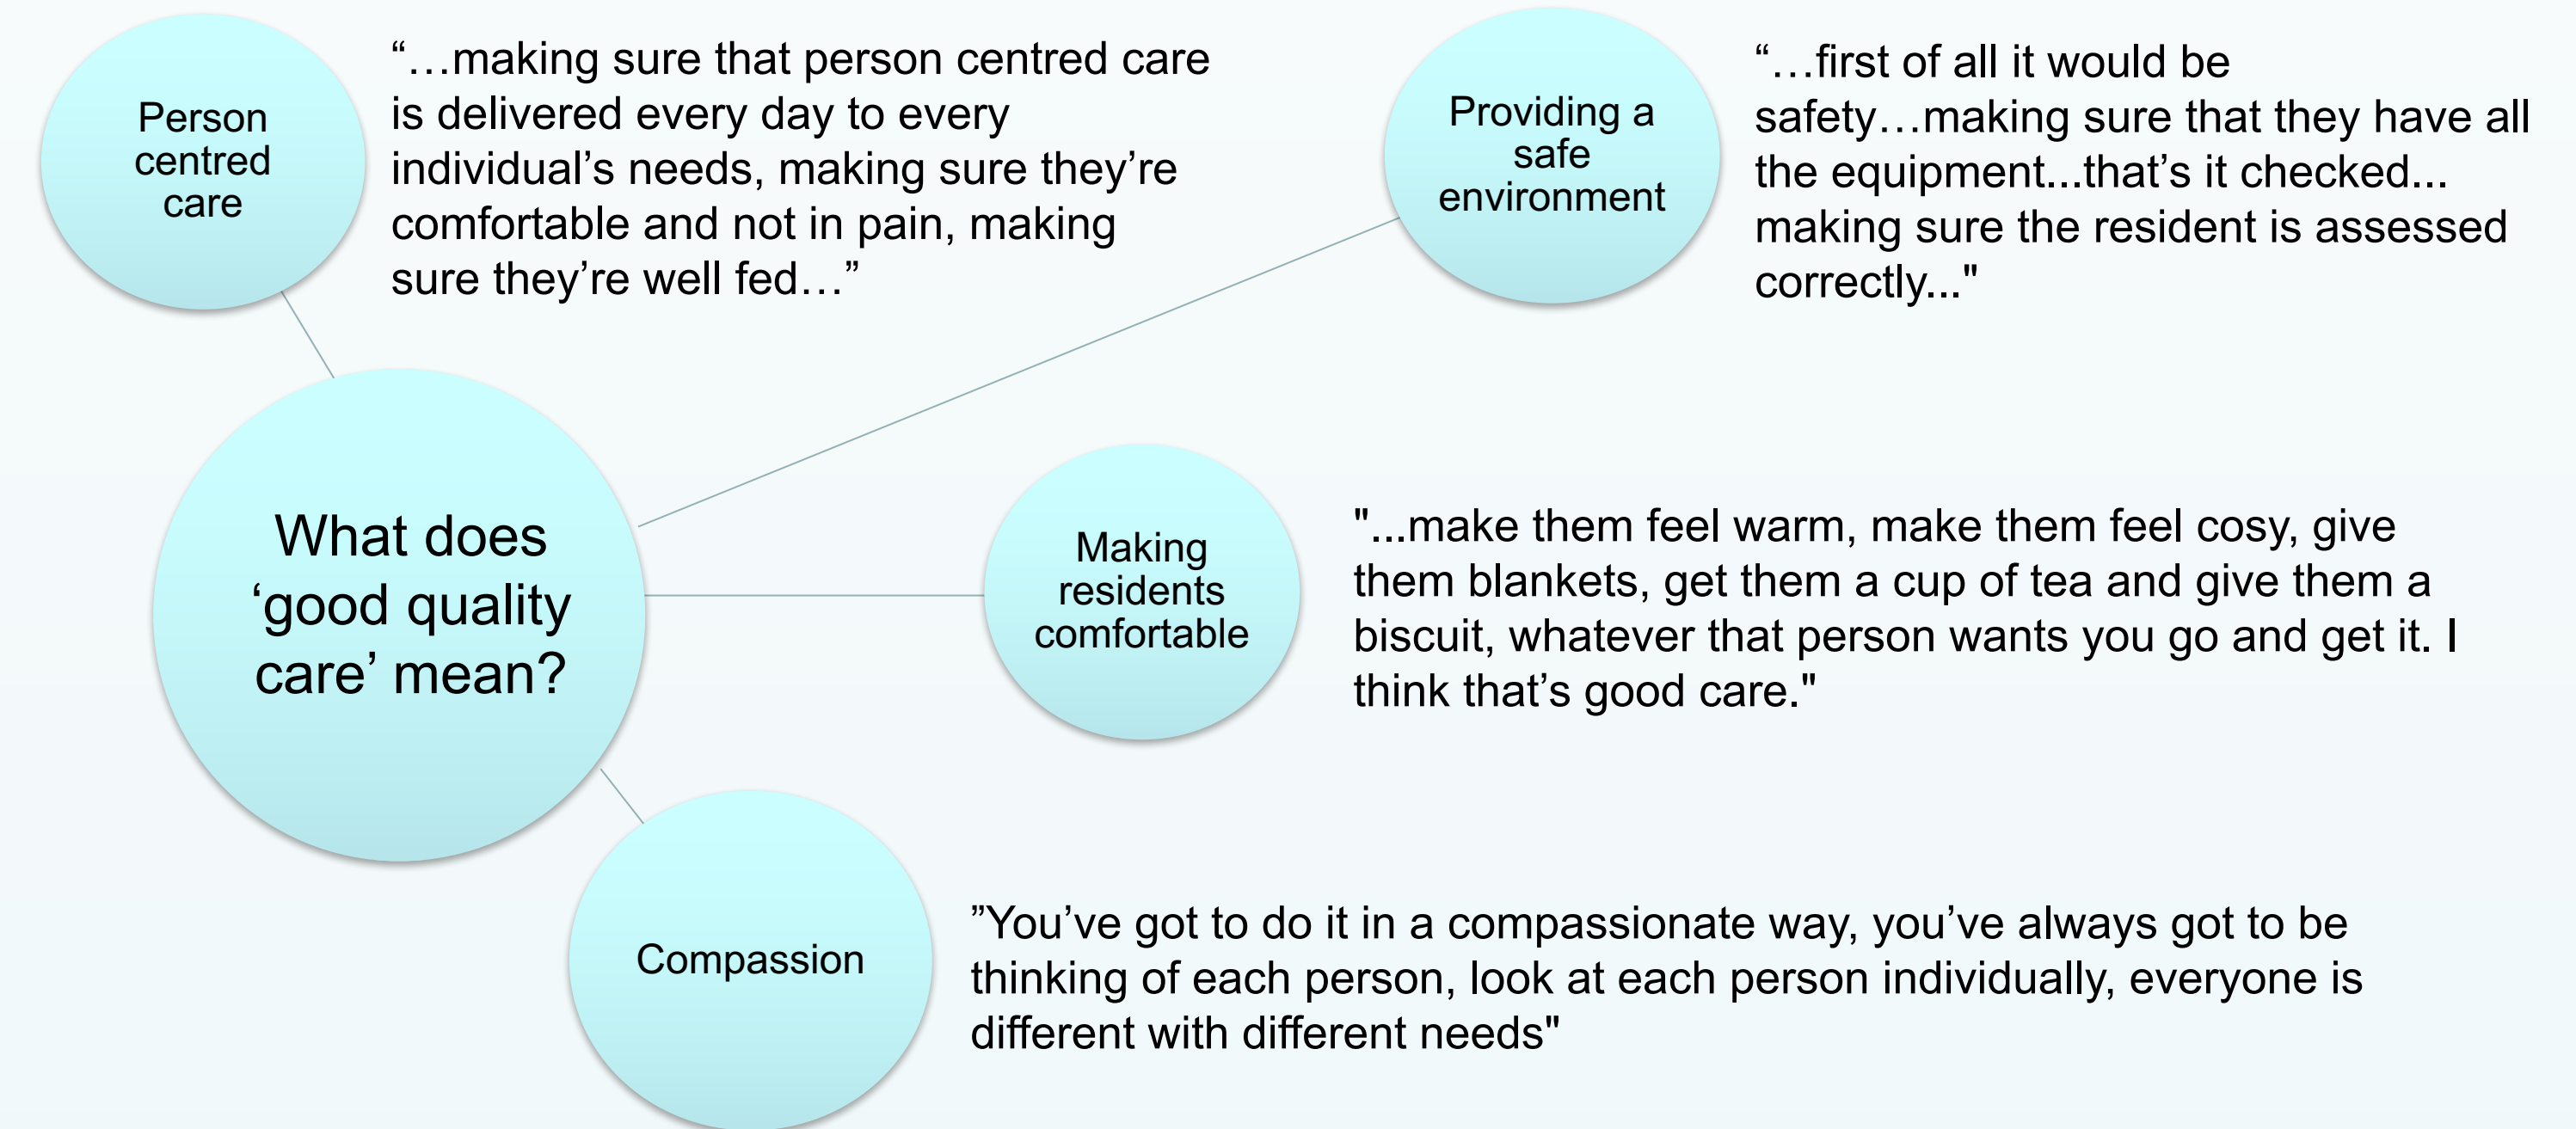 Person
centred
care
“…making sure that person centred care
is delivered every day to every
individual’s needs, making sure they’re
comfortable and not in pain, making
sure they’re well fed…”
Providing a
safe
environment
“…first of all it would be
safety…making sure that they have all
the equipment...that’s it checked...
making sure the resident is assessed
correctly..."
What does
‘good quality
care’ mean?
Making
residents
comfortable
"...make them feel warm, make them feel cosy, give
them blankets, get them a cup of tea and give them a
biscuit, whatever that person wants you go and get it. I
think that’s good care."
Compassion
”You’ve got to do it in a compassionate way, you’ve always got to be
thinking of each person, look at each person individually, everyone is
different with different needs"